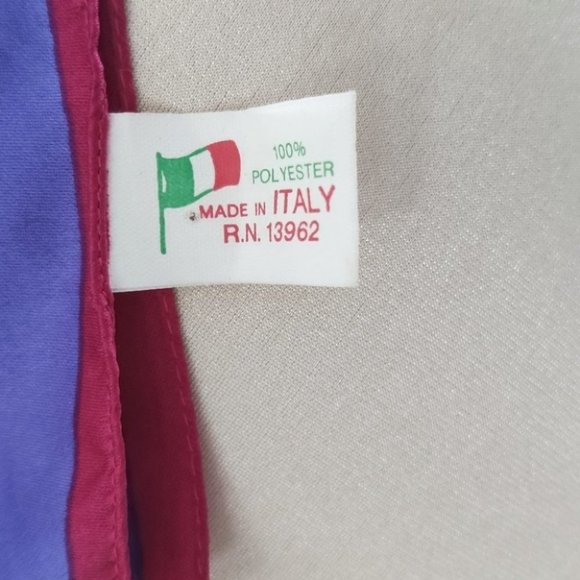 100%
POLYESTER
MADE IN ITALY
R.N. 13962